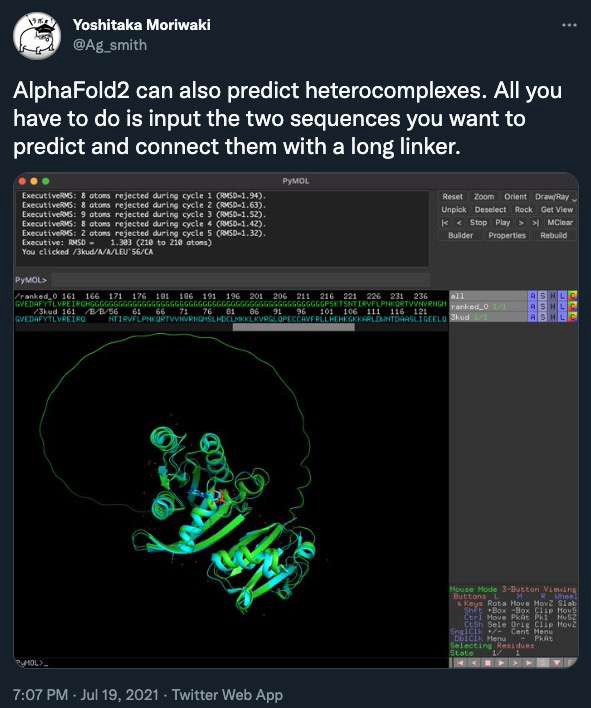 Yoshitaka Moriwaki
@Ag_smith
AlphaFold2 can also predict heterocomplexes. All you
have to do is input the two sequences you want to
predict and connect them with a long linker.
PyMOL
ExecutiveRMS: 8 atoms rejected during cycle 1 (RMSD=1.94).
ExecutiveRMS: 8 atoms rejected during cycle 2 (RMSD=1.63).
ExecutiveRMS: 9 atoms rejected during cycle 3 (RMSD=1.52).
ExecutiveRMS: 8 atoms rejected during cycle 4 (RMSD=1.42).
ExecutiveRMS: 2 atoms rejected during cycle 5 (RMSD=1.32).
Executive: RMSD = 1.303 (210 to 210 atoms)
You clicked /3kud/A/A/LEU`56/CA
Reset Zoom Orient Draw/Ray
Unpick Deselect Rock Get View
|< < Stop Play > >| MClear
Builder Properties Rebuild
PyMOL>
/ranked_0 161 166 171 176 181 186 191 196 201 206 211 216 221 226 231 236
/3kud 161 /B/B/56 61 66 71 76 81 86 91 96 101 106 111 116 121
all A S H L C
ranked_0 1/1 A S H L C
3kud 1/1 A S H L C
Mouse Mode 3-Button Viewing
Buttons L M R Wheel
& Keys Rota Move MovZ Slab
Shft +Box -Box Clip MovS
Ctrl Move PkAt Pk1 MvSZ
CtSh Sele Orig Clip MovZ
SnglClk +/- Cent Menu
DblClk Menu - PkAt
Selecting Residues
State 1/ 1
PyMOL>_
7:07 PM · Jul 19, 2021 · Twitter Web App